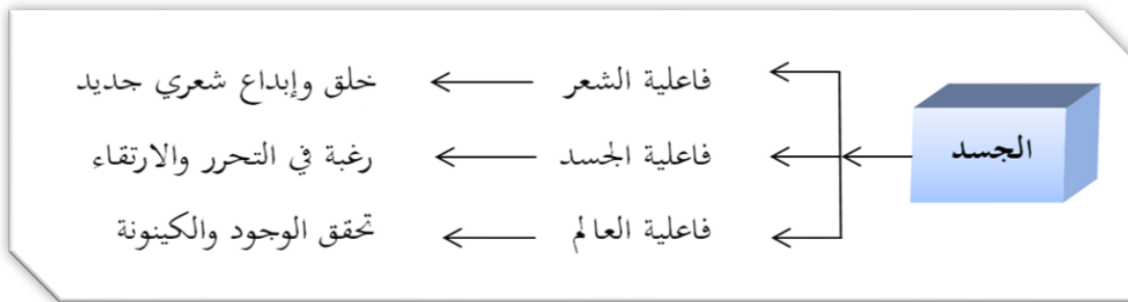 الجسد
فاعلية الشعر
خلق وإبداع شعري جديد
فاعلية الجسد
رغبة في التحرر والارتقاء
فاعلية العالم
تحقق الوجود والكينونة